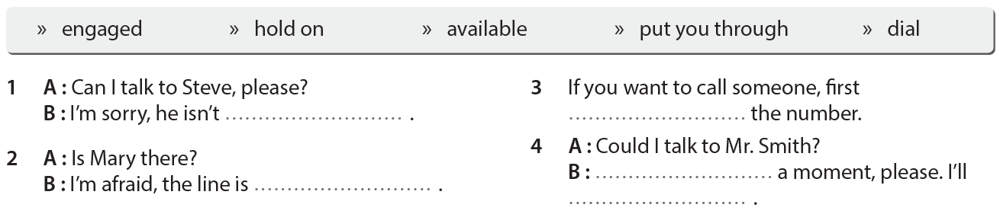 » engaged » hold on » available » put you through » dial
1 A : Can I talk to Steve, please?
B : I'm sorry, he isn't ........................... .
2 A : Is Mary there?
B : I'm afraid, the line is ........................... .
3 If you want to call someone, first
........................... the number.
4 A : Could I talk to Mr. Smith?
B : ........................... a moment, please. I'll
........................... .